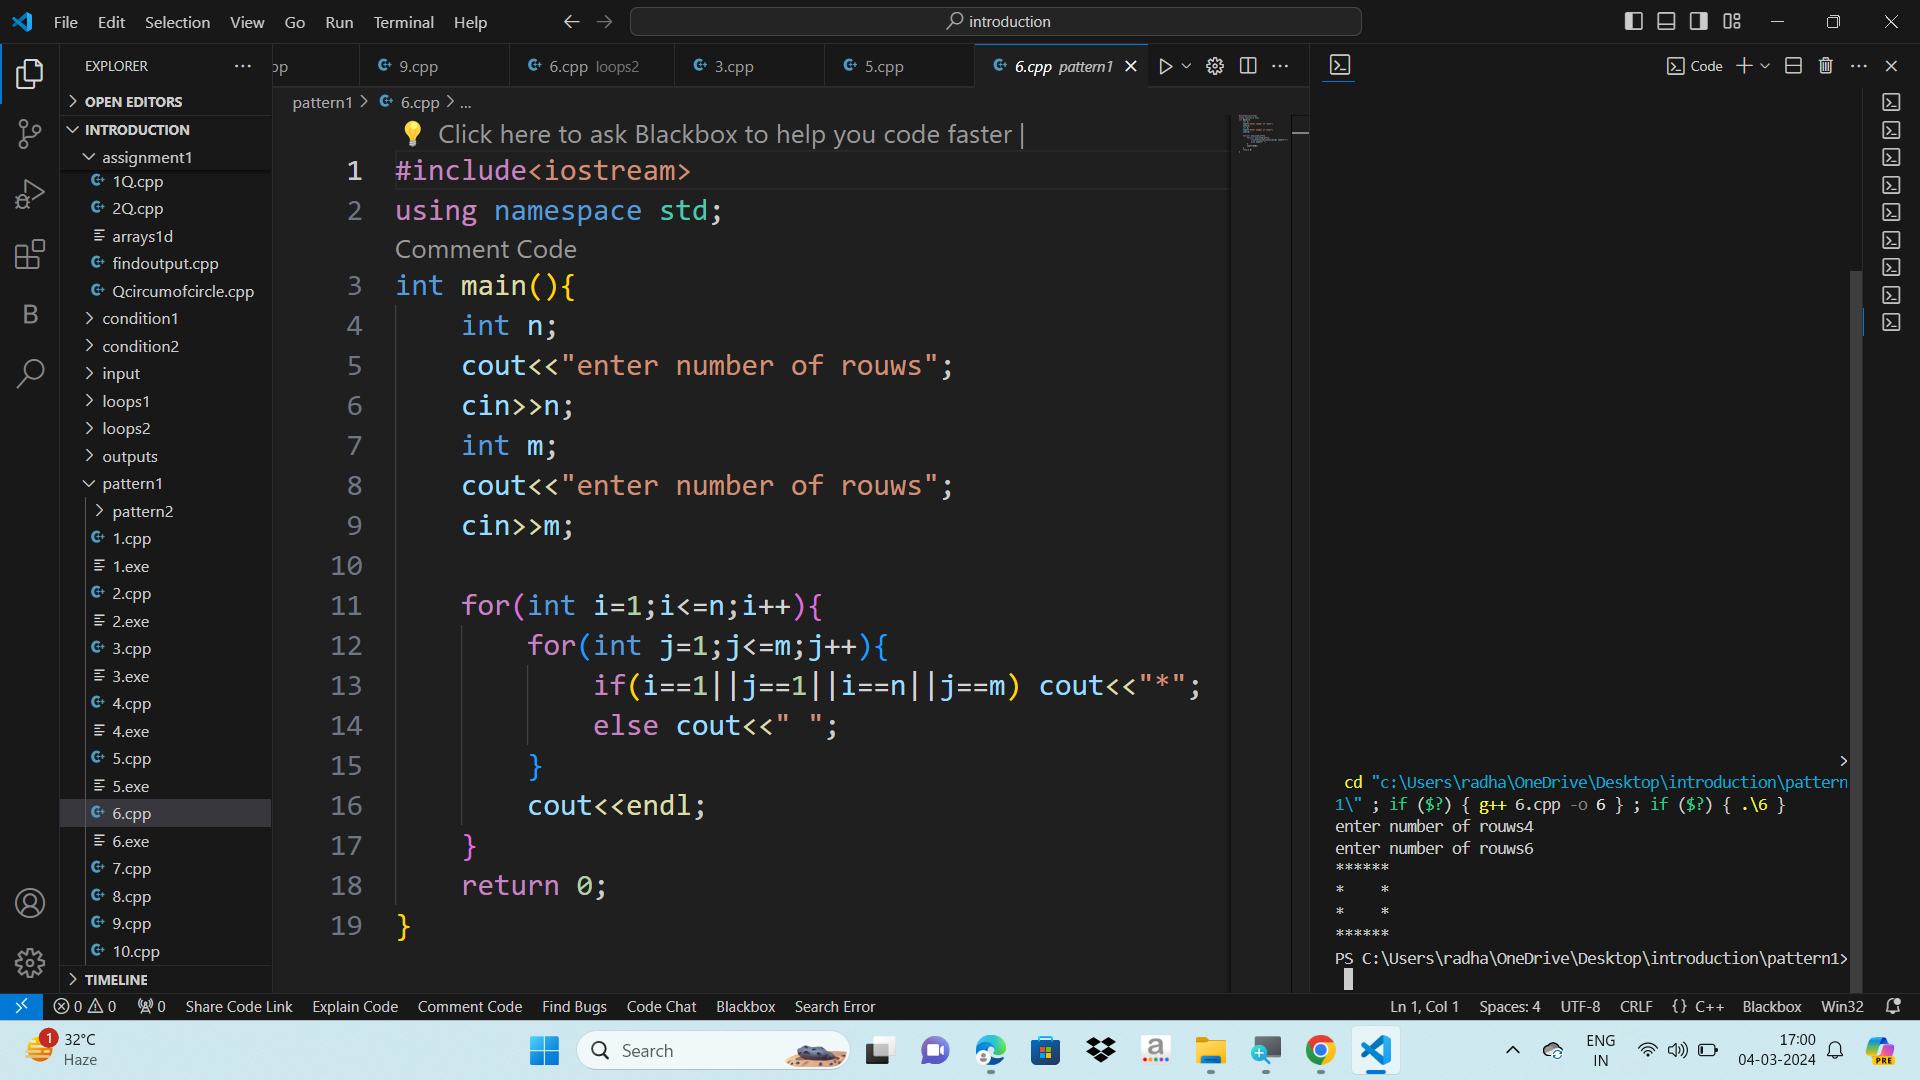 File Edit Selection View Go Run Terminal Help
introduction
EXPLORER
OPEN EDITORS
INTRODUCTION
assignment1
1Q.cpp
2Q.cpp
arrays1d
findoutput.cpp
Qcircumofcircle.cpp
condition1
condition2
input
loops1
loops2
outputs
pattern1
pattern2
1.cpp
1.exe
2.cpp
2.exe
3.cpp
3.exe
4.cpp
4.exe
5.cpp
5.exe
6.cpp
6.exe
7.cpp
8.cpp
9.cpp
10.cpp
TIMELINE
pp 9.cpp 6.cpp loops2 3.cpp 5.cpp 6.cpp pattern1
pattern1 > 6.cpp > ...
Click here to ask Blackbox to help you code faster |
1 #include<iostream>
2 using namespace std;
Comment Code
3 int main(){
4 int n;
5 cout<<"enter number of rouws";
6 cin>>n;
7 int m;
8 cout<<"enter number of rouws";
9 cin>>m;
10
11 for(int i=1;i<=n;i++){
12 for(int j=1;j<=m;j++){
13 if(i==1||j==1||i==n||j==m) cout<<"*";
14 else cout<<" ";
15 }
16 cout<<endl;
17 }
18 return 0;
19 }
Code
>
cd "c:\Users\radha\OneDrive\Desktop\introduction\pattern
1\" ; if ($?) { g++ 6.cpp -o 6 } ; if ($?) { .\6 }
enter number of rouws4
enter number of rouws6
******
*    *
*    *
******
PS C:\Users\radha\OneDrive\Desktop\introduction\pattern1>
0 0 0 Share Code Link Explain Code Comment Code Find Bugs Code Chat Blackbox Search Error
Ln 1, Col 1 Spaces: 4 UTF-8 CRLF {} C++ Blackbox Win32
1
32°C
Haze
Search
a
ENG
IN
17:00
04-03-2024
PRE